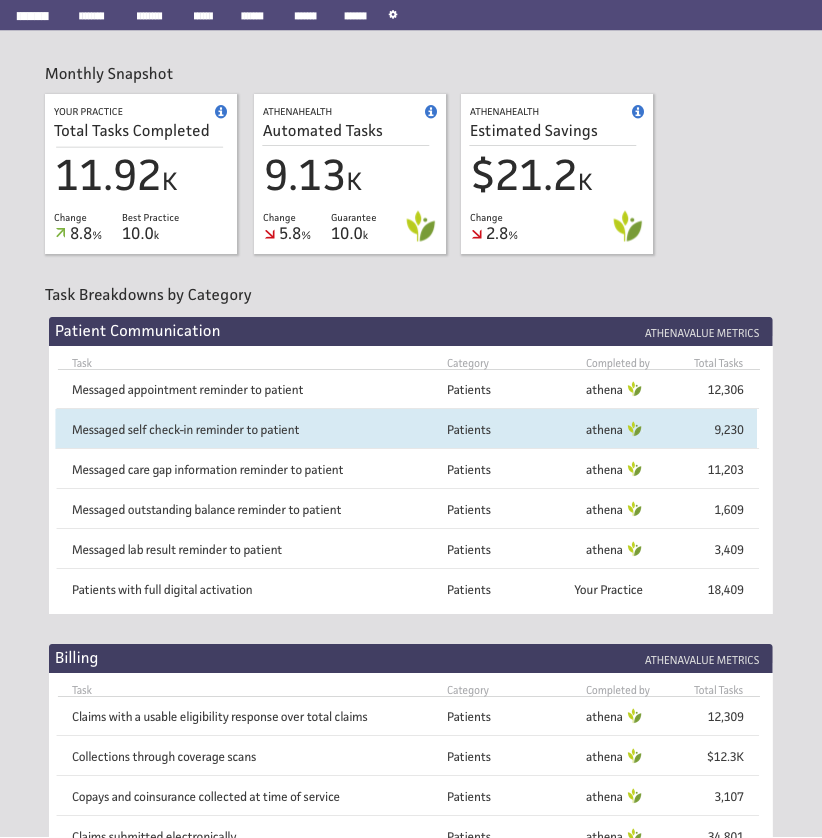 Monthly Snapshot
YOUR PRACTICE
Total Tasks Completed
11.92K
Change Best Practice
8.8% 10.0k
ATHENAHEALTH
Automated Tasks
9.13K
Change Guarantee
5.8% 10.0k
ATHENAHEALTH
Estimated Savings
$21.2K
Change
2.8%
Task Breakdowns by Category
Patient Communication ATHENAVALUE METRICS
Task Category Completed by Total Tasks
Messaged appointment reminder to patient Patients athena 12,306
Messaged self check-in reminder to patient Patients athena 9,230
Messaged care gap information reminder to patient Patients athena 11,203
Messaged outstanding balance reminder to patient Patients athena 1,609
Messaged lab result reminder to patient Patients athena 3,409
Patients with full digital activation Patients Your Practice 18,409
Billing ATHENAVALUE METRICS
Task Category Completed by Total Tasks
Claims with a usable eligibility response over total claims Patients athena 12,309
Collections through coverage scans Patients athena $12.3K
Copays and coinsurance collected at time of service Patients athena 3,107
Claims submitted electronically Patients athena 34,801